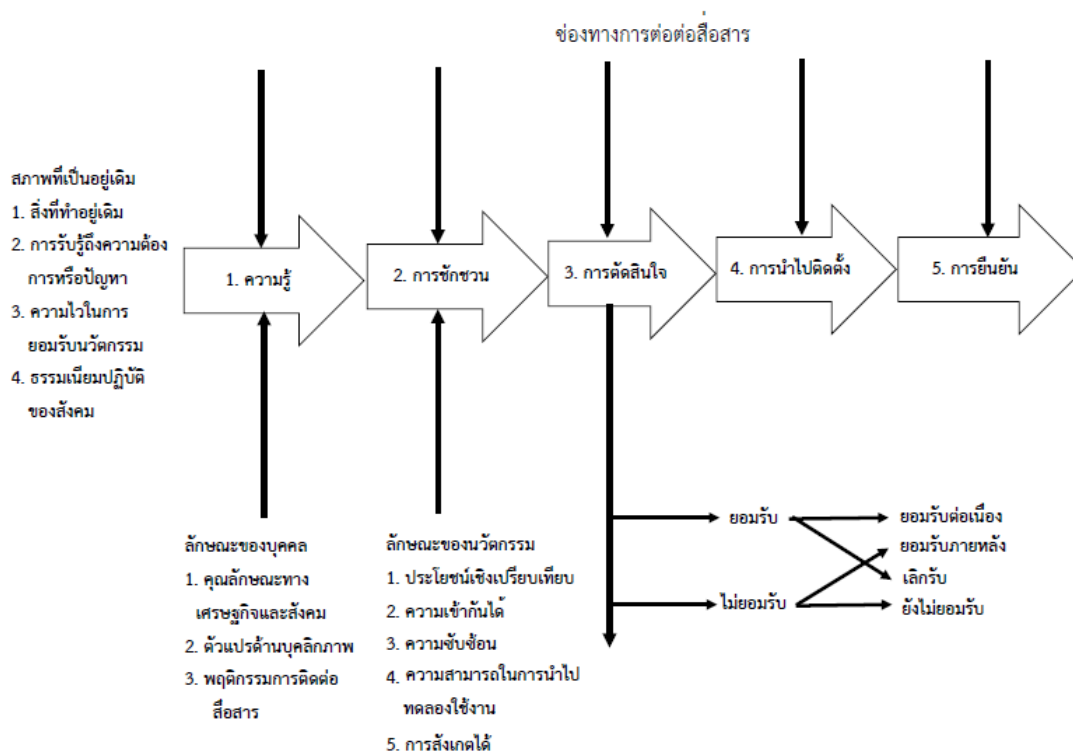 ช่องทางการต่อต่อสื่อสาร
สภาพที่เป็นอยู่เดิม
1. สิ่งที่ทำอยู่เดิม
2. การรับรู้ถึงความต้อง
การหรือปัญหา
3. ความไวในการ
ยอมรับนวัตกรรม
4. ธรรมเนียมปฏิบัติ
ของสังคม
1. ความรู้
2. การชักชวน
3. การตัดสินใจ
4. การนำไปติดตั้ง
5. การยืนยัน
ยอมรับ
ไม่ยอมรับ
ยอมรับต่อเนื่อง
ยอมรับภายหลัง
เลิกรับ
ยังไม่ยอมรับ
ลักษณะของบุคคล
1. คุณลักษณะทาง
เศรษฐกิจและสังคม
2. ตัวแปรด้านบุคลิกภาพ
3. พฤติกรรมการติดต่อ
สื่อสาร
ลักษณะของนวัตกรรม
1. ประโยชน์เชิงเปรียบเทียบ
2. ความเข้ากันได้
3. ความซับซ้อน
4. ความสามารถในการนำไป
ทดลองใช้งาน
5. การสังเกตได้